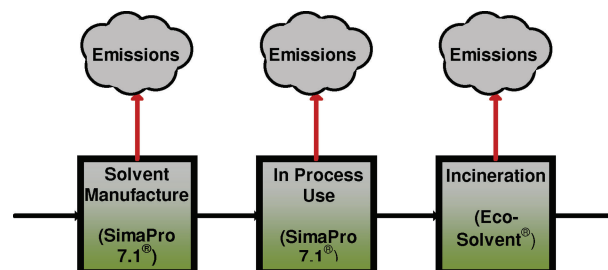 Emissions
Emissions
Emissions
Solvent
Manufacture
(SimaPro
7.1®)
In Process
Use
(SimaPro
7.1®)
Incineration
(Eco-
Solvent®)